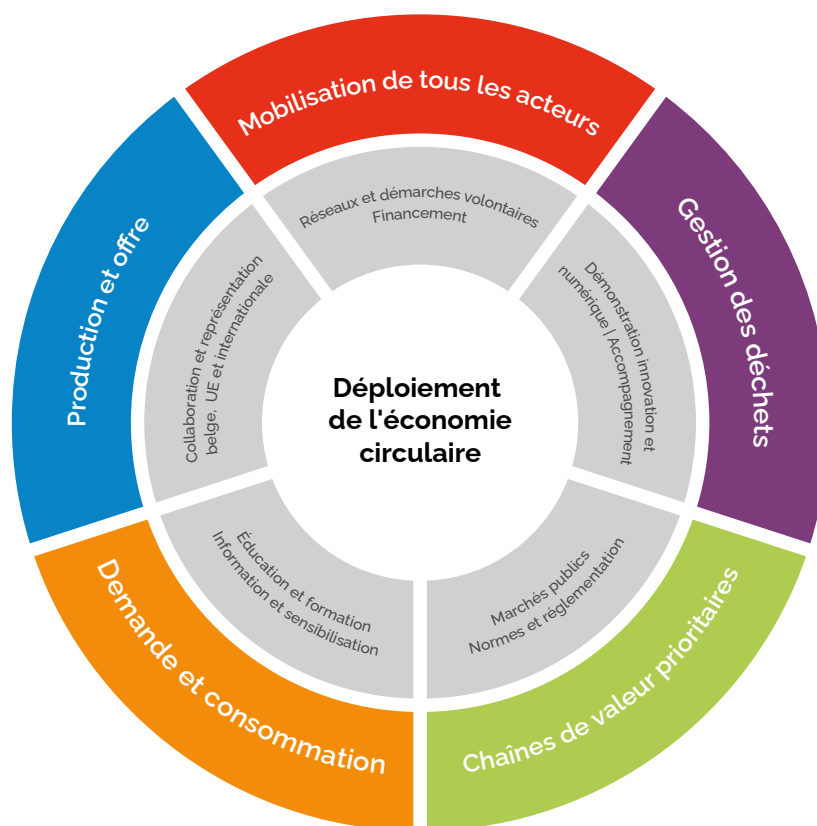 Mobilisation de tous les acteurs
Gestion des déchets
Chaînes de valeur prioritaires
Demande et consommation
Production et offre
Réseaux et démarches volontaires
Financement
Démonstration innovation et
numérique | Accompagnement
Marchés publics
Normes et réglementation
Éducation et formation
Information et sensibilisation
Collaboration et représentation
belge, UE et internationale
Déploiement
de l'économie
circulaire